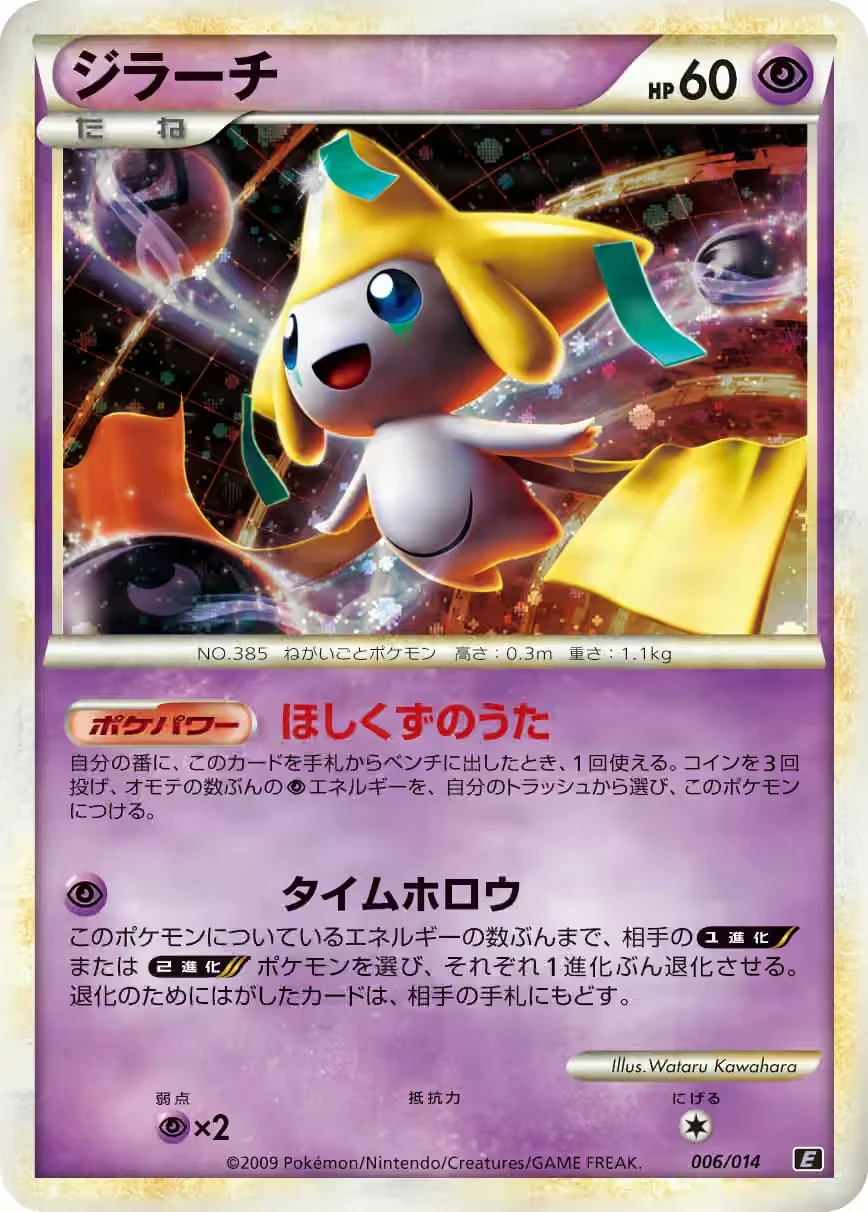 ジラーチ
HP60
たね
NO.385 ねがいごとポケモン 高さ:0.3m 重さ:1.1kg
ポケパワー ほしくずのうた
自分の番に、このカードを手札からベンチに出したとき、1回使える。コインを3回
投げ、オモテの数ぶんのエネルギーを、自分のトラッシュから選び、このポケモン
につける。
タイムホロウ
このポケモンについているエネルギーの数ぶんまで、相手の1進化
または2進化ポケモンを選び、それぞれ1進化ぶん退化させる。
退化のためにはがしたカードは、相手の手札にもどす。
Illus.Wataru Kawahara
弱点 抵抗力 にげる
×2
©2009 Pokémon/Nintendo/Creatures/GAME FREAK. 006/014 E